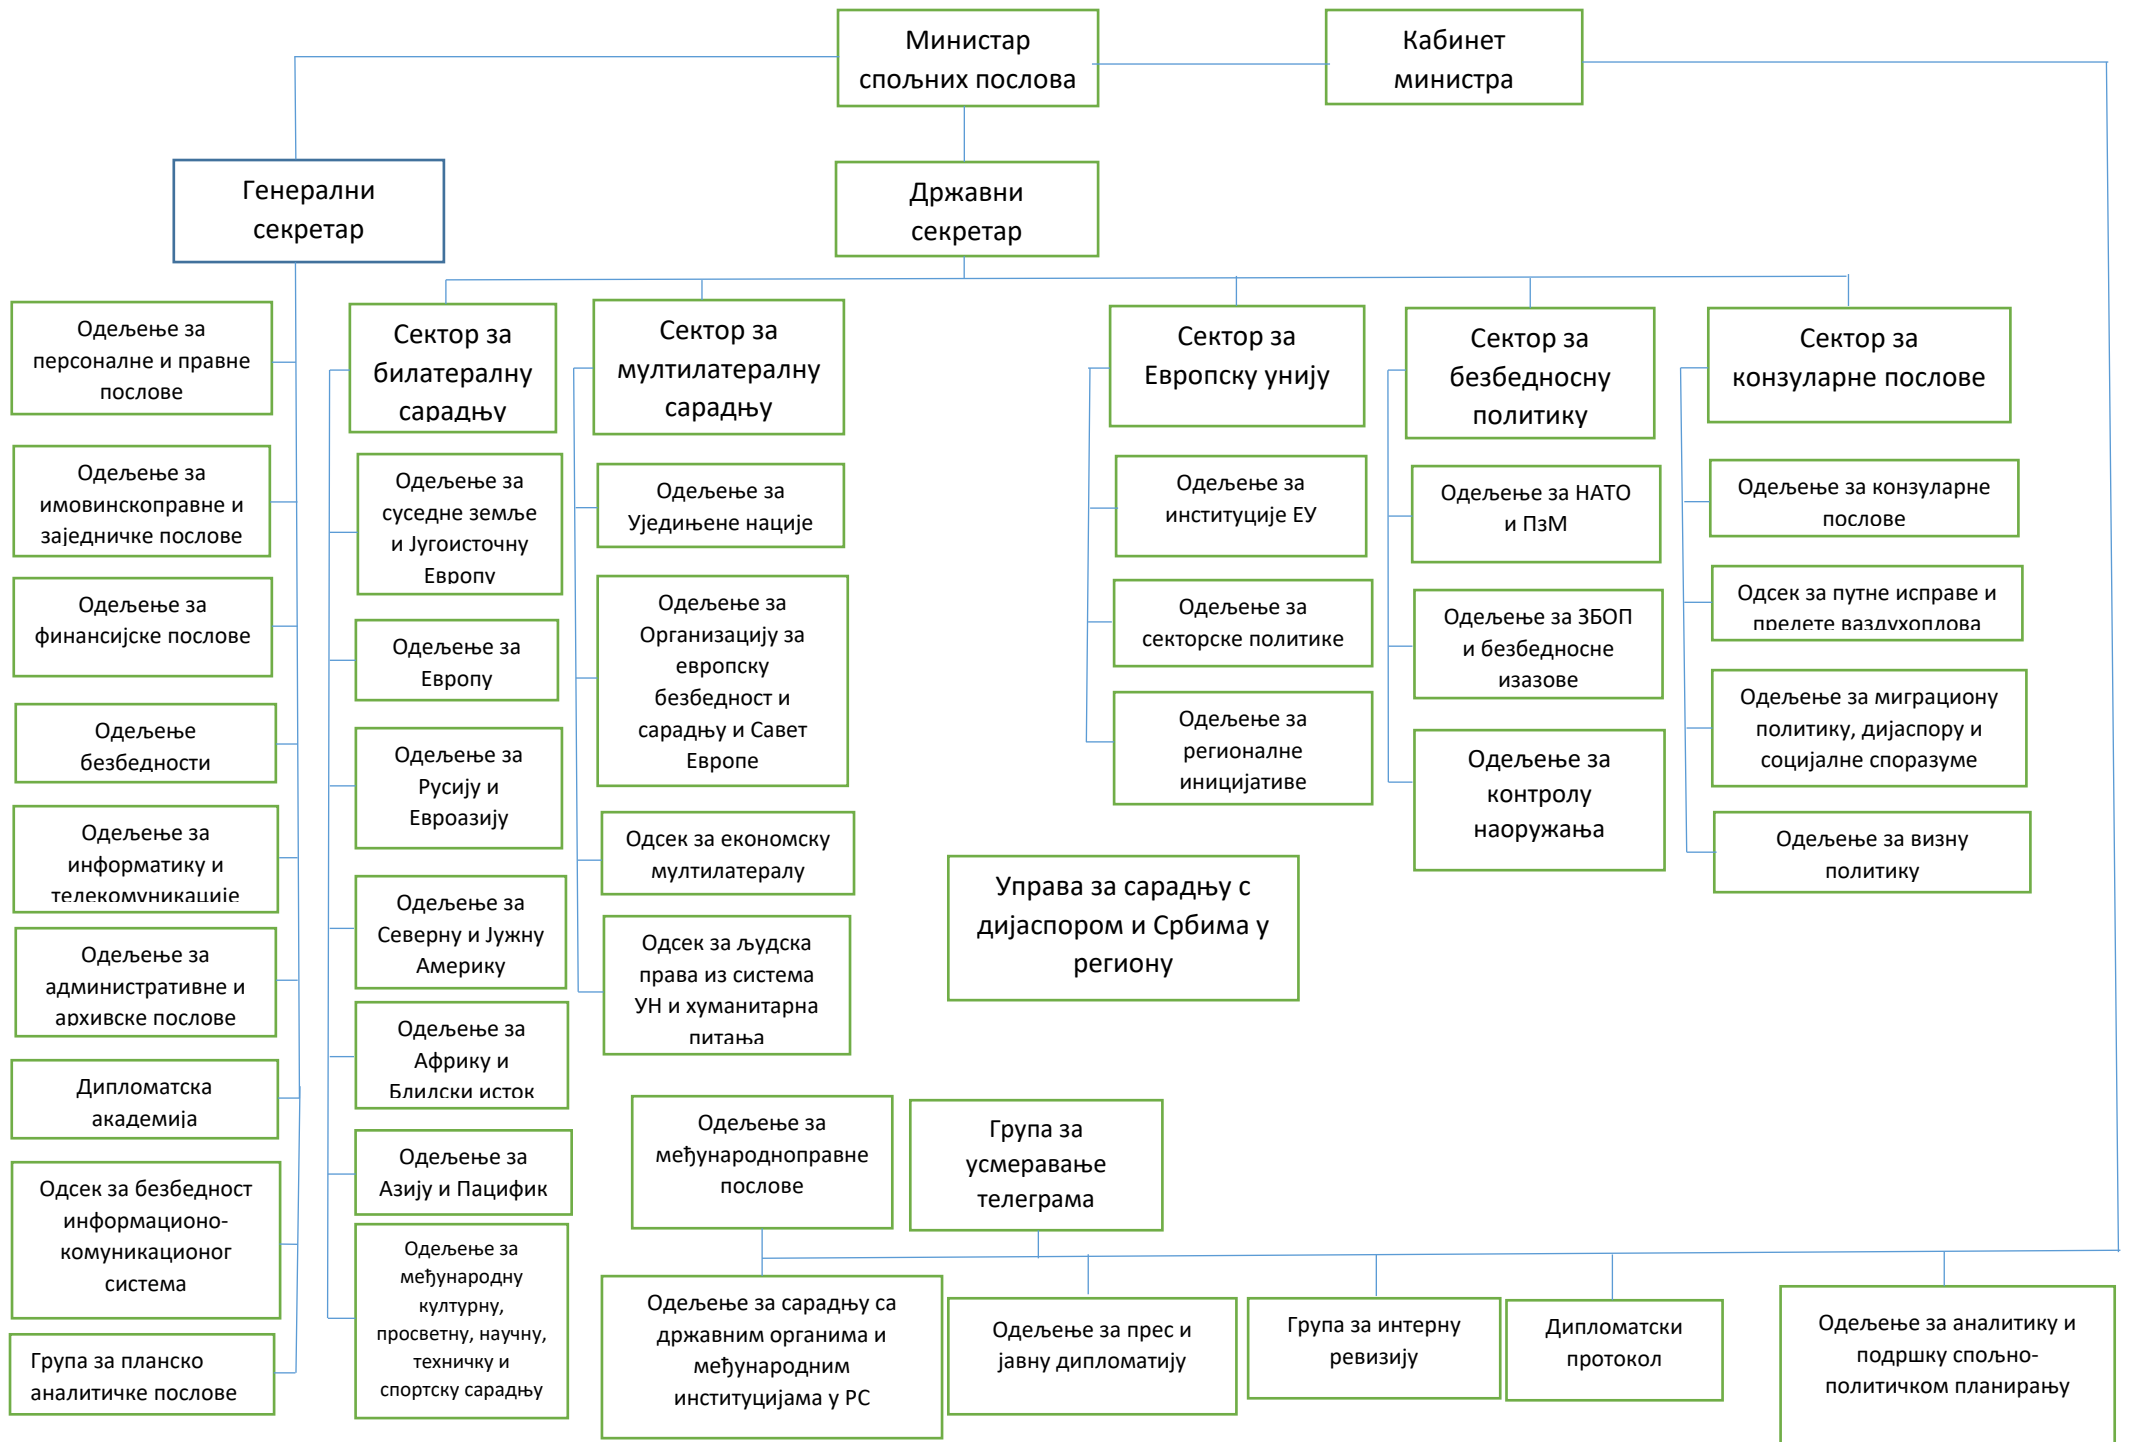 Министар
спољних послова
Кабинет
министра
Генерални
секретар
Државни
секретар
Одељење за
персоналне и правне
послове
Одељење за
имовинскоправне и
заједничке послове
Одељење за
финансијске послове
Одељење
безбедности
Одељење за
информатику и
телекомуникације
Одељење за
административне и
архивске послове
Дипломатска
академија
Одсек за безбедност
информационо-
комуникационог
система
Група за планско
аналитичке послове
Сектор за
билатералну
сарадњу
Одељење за
суседне земље
и Југоисточну
Европу
Одељење за
Европу
Одељење за
Русију и
Евроазију
Одељење за
Северну и Јужну
Америку
Одељење за
Африку и
Блилски исток
Одељење за
Азију и Пацифик
Одељење за
међународну
културну,
просветну, научну,
техничку и
спортску сарадњу
Сектор за
мултилатералну
сарадњу
Одељење за
Уједињене нације
Одељење за
Организацију за
европску
безбедност и
сарадњу и Савет
Европе
Одсек за економску
мултилатералу
Одсек за људска
права из система
УН и хуманитарна
питања
Сектор за
Европску унију
Одељење за
институције ЕУ
Одељење за
секторске политике
Одељење за
регионалне
иницијативе
Сектор за
безбедносну
политику
Одељење за НАТО
и ПзМ
Одељење за ЗБОП
и безбедносне
изазове
Одељење за
контролу
наоружања
Сектор за
конзуларне послове
Одељење за конзуларне
послове
Одсек за путне исправе и
прелете ваздухоплова
Одељење за миграциону
политику, дијаспору и
социјалне споразуме
Одељење за визну
политику
Управа за сарадњу с
дијаспором и Србима у
региону
Одељење за
међународноправне
послове
Група за
усмеравање
телеграма
Одељење за сарадњу са
државним органима и
међународним
институцијама у РС
Одељење за прес и
јавну дипломатију
Група за интерну
ревизију
Дипломатски
протокол
Одељење за аналитику и
подршку спољно-
политичком планирању